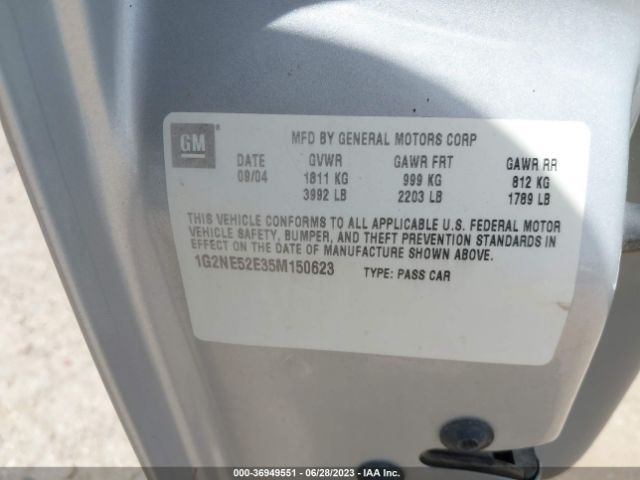 GM ®
MFD BY GENERAL MOTORS CORP
DATE GVWR GAWR FRT GAWR RR
09/04 1811 KG 999 KG 812 KG
3992 LB 2203 LB 1789 LB
THIS VEHICLE CONFORMS TO ALL APPLICABLE U.S. FEDERAL MOTOR
VEHICLE SAFETY, BUMPER, AND THEFT PREVENTION STANDARDS IN
EFFECT ON THE DATE OF MANUFACTURE SHOWN ABOVE.
1G2NE52E35M150623 TYPE: PASS CAR
000-36949551 - 06/28/2023 - IAA Inc.